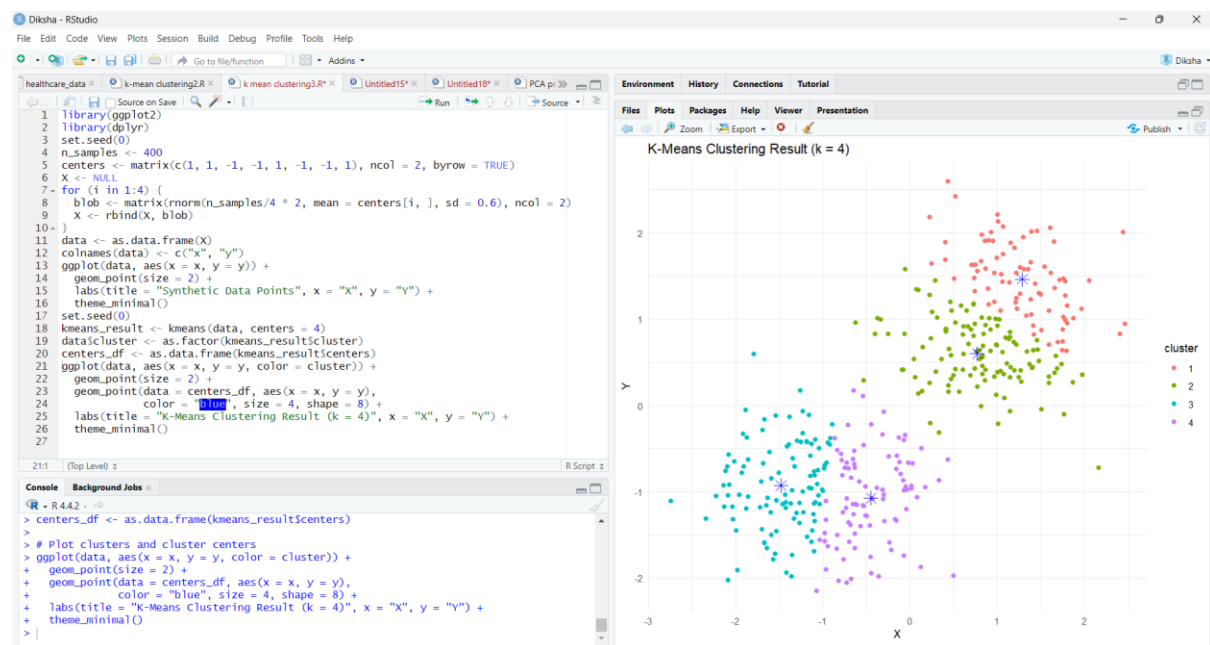 Diksha - RStudio
File Edit Code View Plots Session Build Debug Profile Tools Help
Go to file/function Addins Diksha
healthcare_data k-mean clustering2.R k mean clustering3.R* Untitled15* Untitled18* PCA pr
Source on Save Run Source
1 library(ggplot2)
2 library(dplyr)
3 set.seed(0)
4 n_samples <- 400
5 centers <- matrix(c(1, 1, -1, -1, 1, -1, -1, 1), ncol = 2, byrow = TRUE)
6 X <- NULL
7 for (i in 1:4) {
8 blob <- matrix(rnorm(n_samples/4 * 2, mean = centers[i, ], sd = 0.6), ncol = 2)
9 X <- rbind(X, blob)
10 }
11 data <- as.data.frame(X)
12 colnames(data) <- c("x", "y")
13 ggplot(data, aes(x = x, y = y)) +
14 geom_point(size = 2) +
15 labs(title = "Synthetic Data Points", x = "X", y = "Y") +
16 theme_minimal()
17 set.seed(0)
18 kmeans_result <- kmeans(data, centers = 4)
19 data$cluster <- as.factor(kmeans_result$cluster)
20 centers_df <- as.data.frame(kmeans_result$centers)
21 ggplot(data, aes(x = x, y = y, color = cluster)) +
22 geom_point(size = 2) +
23 geom_point(data = centers_df, aes(x = x, y = y),
24 color = "blue", size = 4, shape = 8) +
25 labs(title = "K-Means Clustering Result (k = 4)", x = "X", y = "Y") +
26 theme_minimal()
27
21:1 (Top Level) R Script
Console Background Jobs
R 4.4.2 .
> centers_df <- as.data.frame(kmeans_result$centers)
>
> # Plot clusters and cluster centers
> ggplot(data, aes(x = x, y = y, color = cluster)) +
+ geom_point(size = 2) +
+ geom_point(data = centers_df, aes(x = x, y = y),
+ color = "blue", size = 4, shape = 8) +
+ labs(title = "K-Means Clustering Result (k = 4)", x = "X", y = "Y") +
+ theme_minimal()
>
Environment History Connections Tutorial
Files Plots Packages Help Viewer Presentation
Zoom Export Publish
K-Means Clustering Result (k = 4)
2
1
0
-1
-2
Y
-3 -2 -1 0 1 2
X
cluster
1
2
3
4